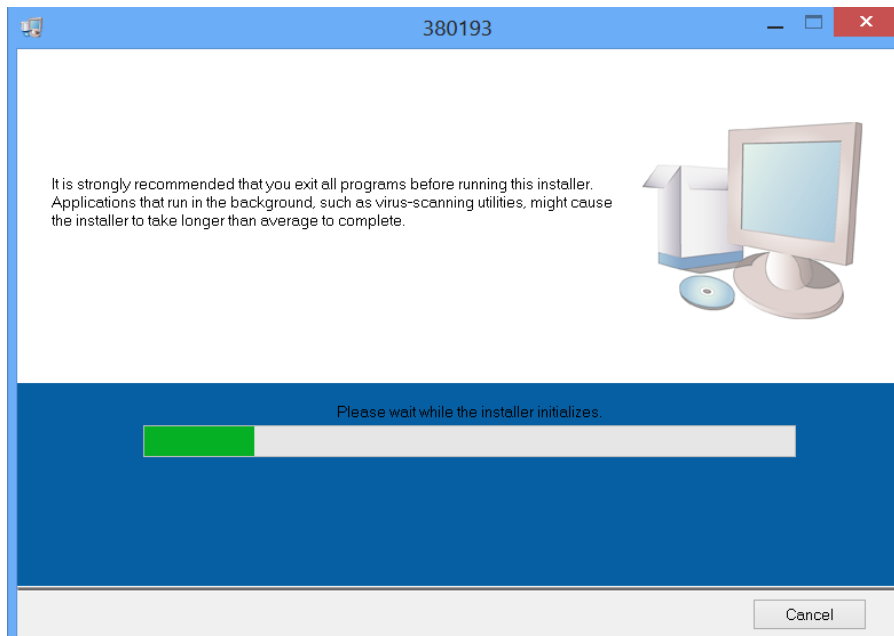 380193
It is strongly recommended that you exit all programs before running this installer.
Applications that run in the background, such as virus-scanning utilities, might cause
the installer to take longer than average to complete.
Please wait while the installer initializes.
Cancel